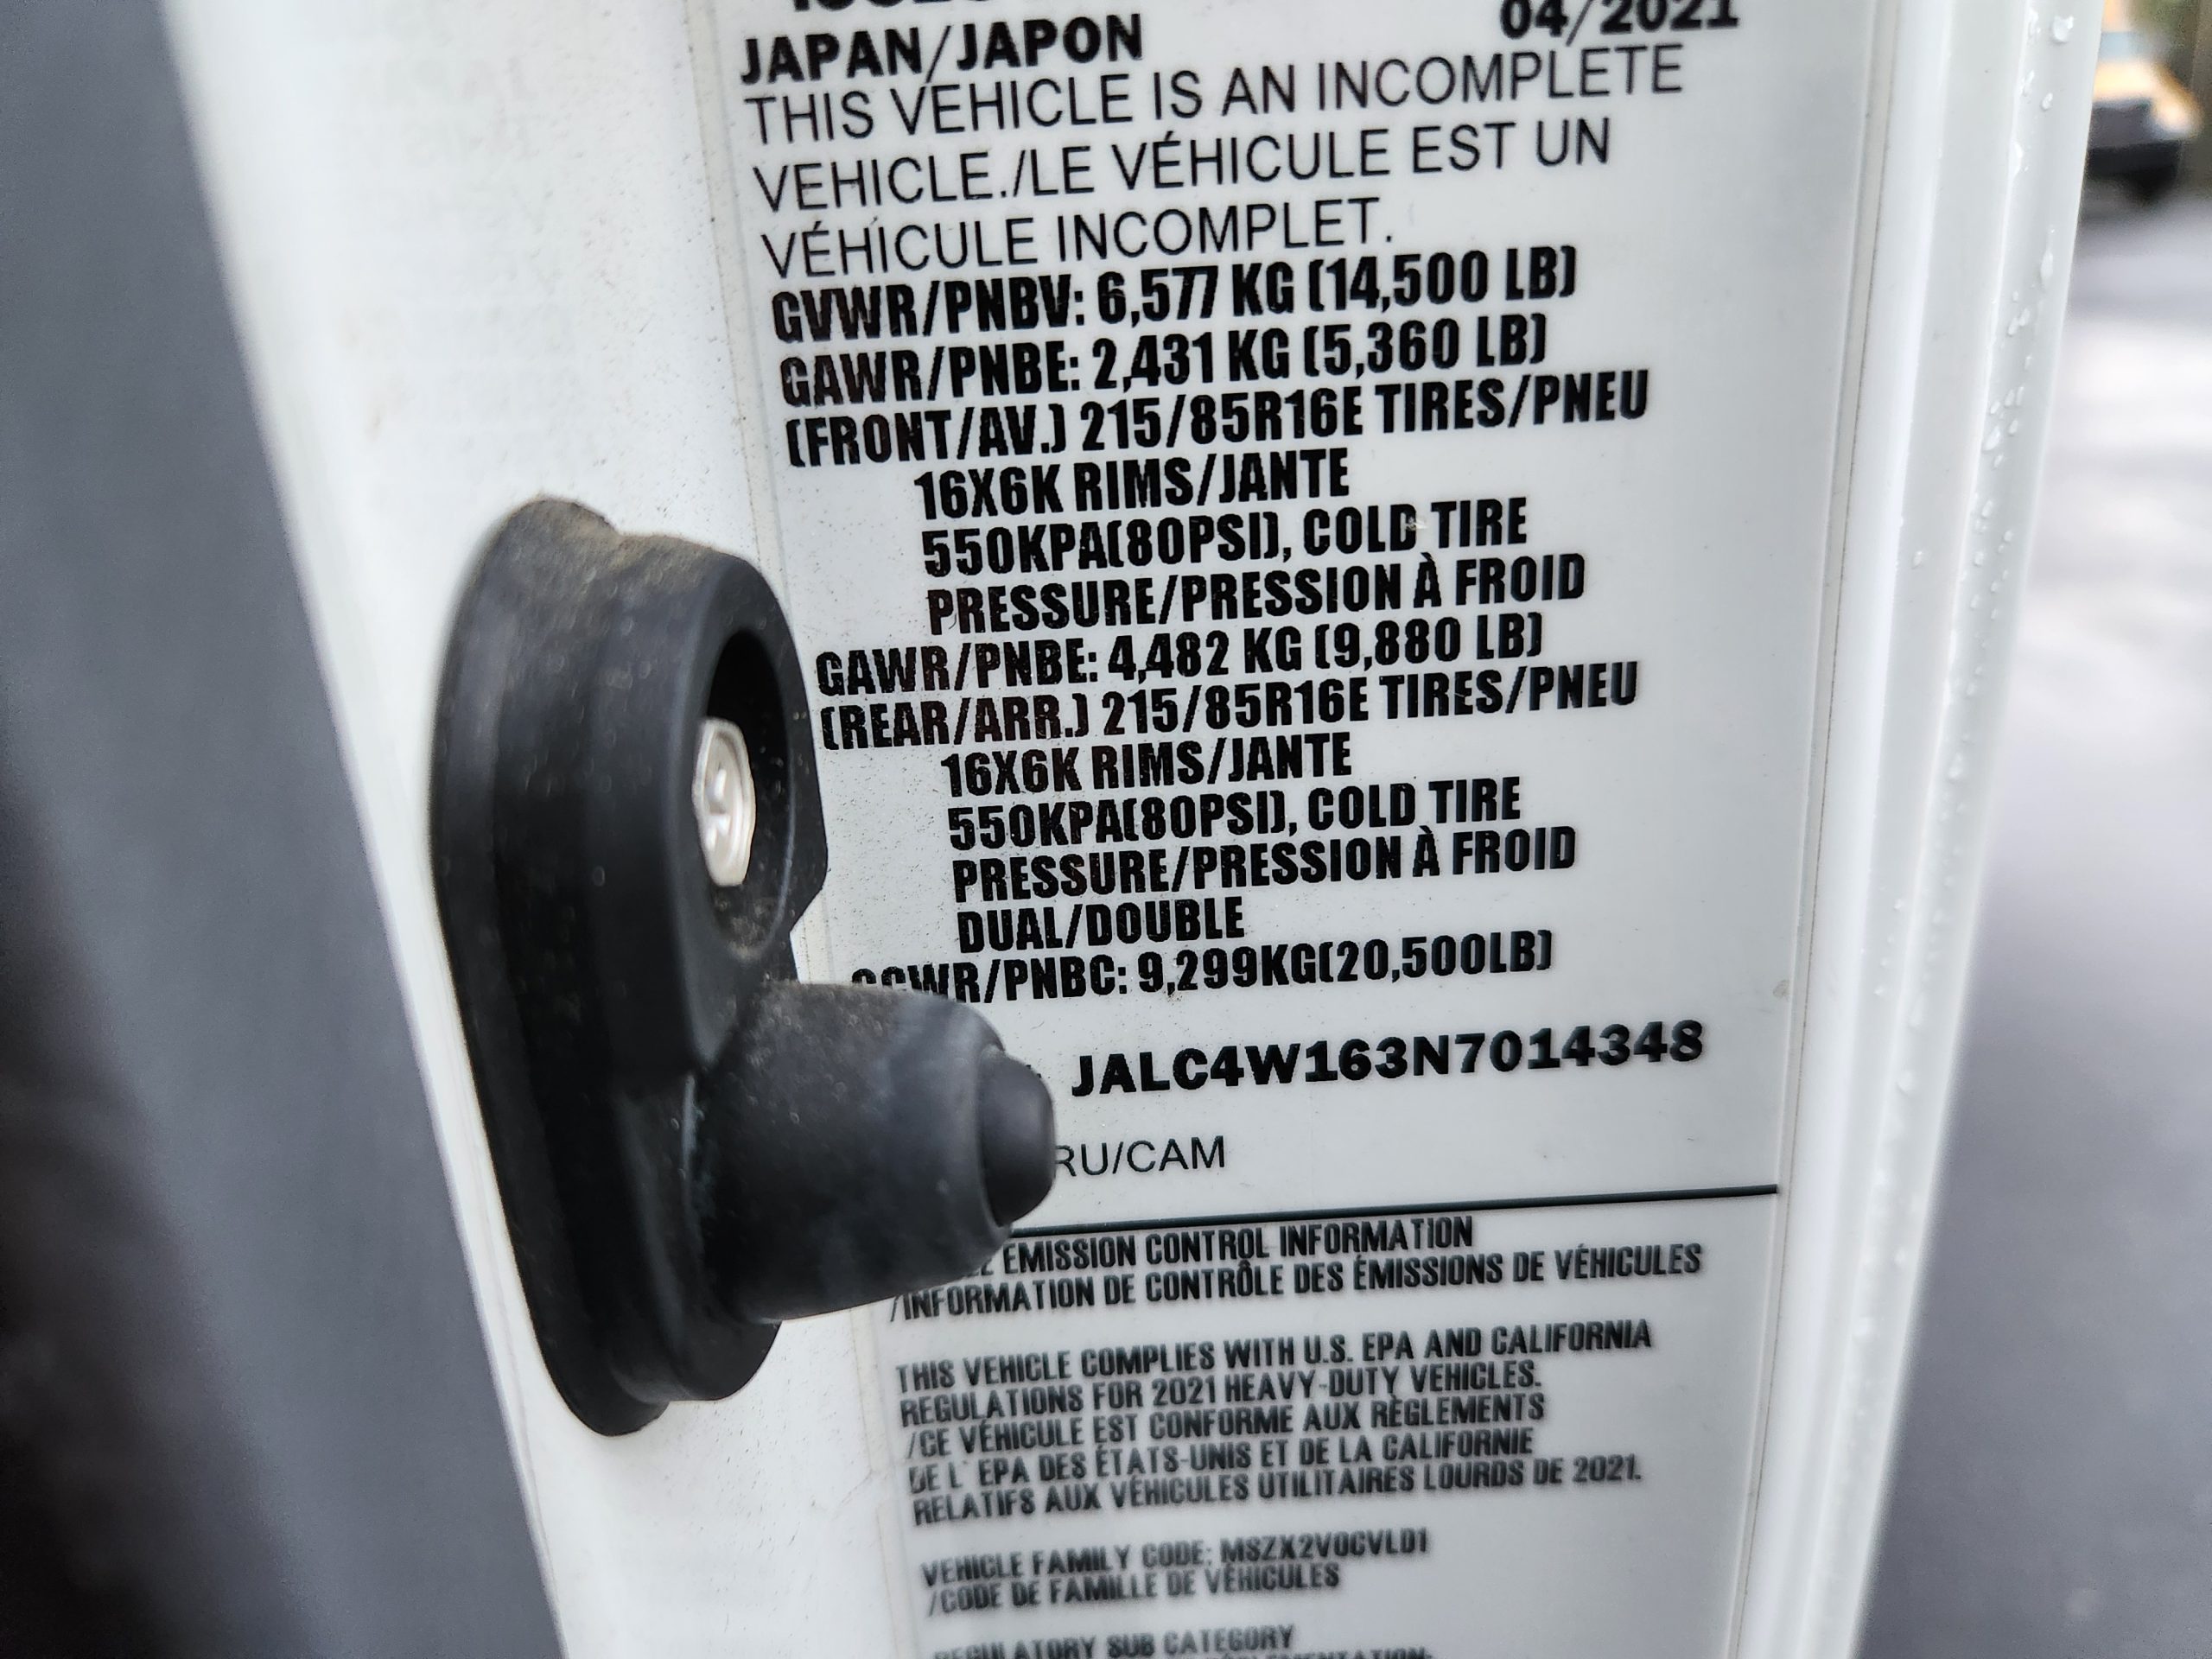 04/2021
JAPAN/JAPON
THIS VEHICLE IS AN INCOMPLETE
VEHICLE./LE VÉHICULE EST UN
VÉHICULE INCOMPLET.
GVWR/PNBV: 6,577 KG (14,500 LB)
GAWR/PNBE: 2,431 KG (5,360 LB)
(FRONT/AV.) 215/85R16E TIRES/PNEU
16X6K RIMS/JANTE
550KPA(80PSI), COLD TIRE
PRESSURE/PRESSION À FROID
GAWR/PNBE: 4,482 KG (9,880 LB)
(REAR/ARR.) 215/85R16E TIRES/PNEU
16X6K RIMS/JANTE
550KPA(80PSI), COLD TIRE
PRESSURE/PRESSION À FROID
DUAL/DOUBLE
GCWR/PNBC: 9,299KG(20,500LB)
JALC4W163N7014348
RU/CAM
EMISSION CONTROL INFORMATION
/INFORMATION DE CONTRÔLE DES ÉMISSIONS DE VÉHICULES
THIS VEHICLE COMPLIES WITH U.S. EPA AND CALIFORNIA
REGULATIONS FOR 2021 HEAVY-DUTY VEHICLES.
/CE VÉHICULE EST CONFORME AUX RÈGLEMENTS
DE L' EPA DES ÉTATS-UNIS ET DE LA CALIFORNIE
RELATIFS AUX VÉHICULES UTILITAIRES LOURDS DE 2021.
VEHICLE FAMILY CODE: MSZX2V0CVLD1
/CODE DE FAMILLE DE VÉHICULES
REGULATORY SUB CATEGORY